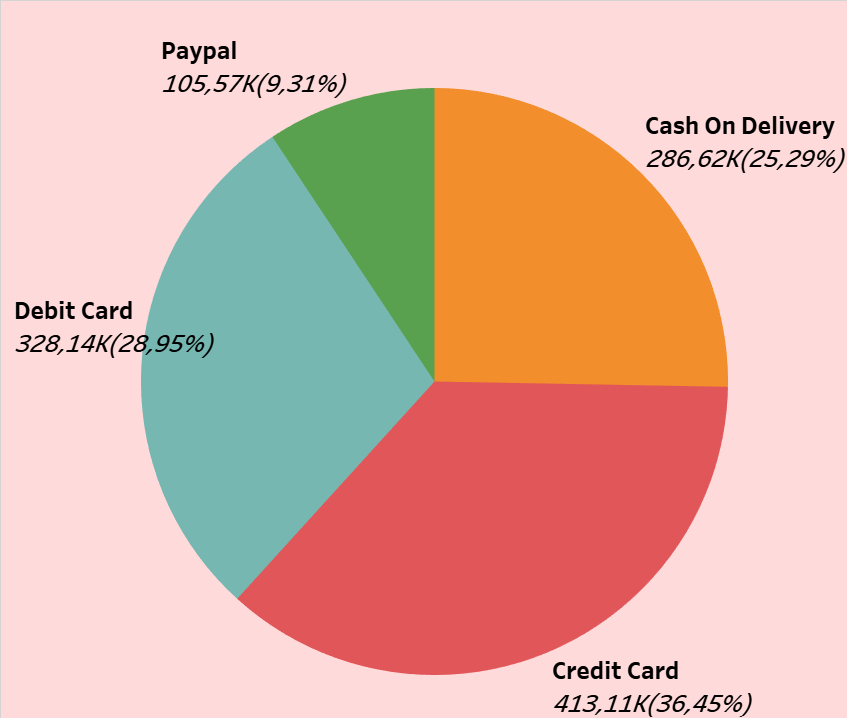 Paypal
105,57K(9,31%)
Cash On Delivery
286,62K(25,29%)
Debit Card
328,14K(28,95%)
Credit Card
413,11K(36,45%)